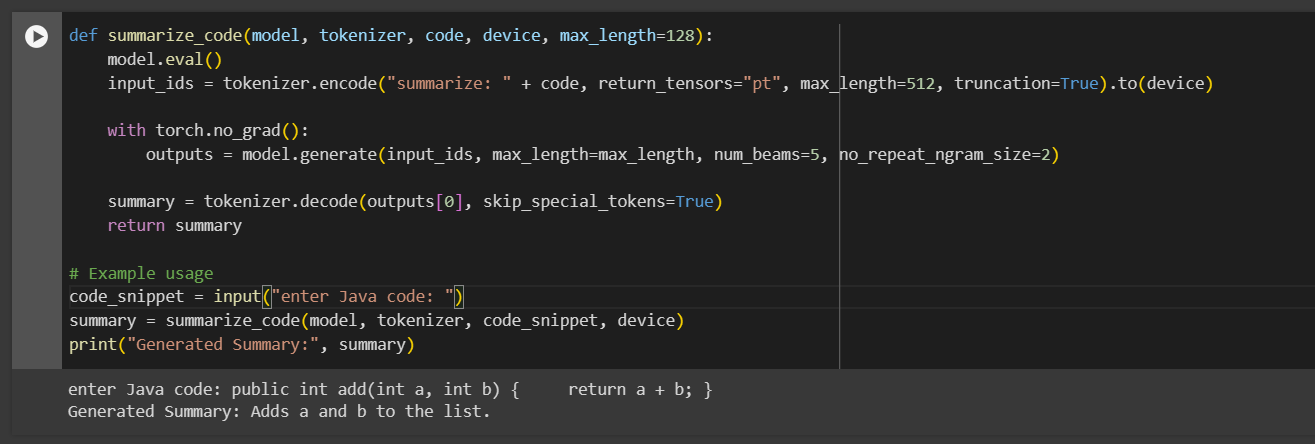 def summarize_code(model, tokenizer, code, device, max_length=128):
    model.eval()
    input_ids = tokenizer.encode("summarize: " + code, return_tensors="pt", max_length=512, truncation=True).to(device)
    with torch.no_grad():
        outputs = model.generate(input_ids, max_length=max_length, num_beams=5, no_repeat_ngram_size=2)
    summary = tokenizer.decode(outputs[0], skip_special_tokens=True)
    return summary
# Example usage
code_snippet = input("enter Java code: ")
summary = summarize_code(model, tokenizer, code_snippet, device)
print("Generated Summary:", summary)
enter Java code: public int add(int a, int b) {     return a + b; }
Generated Summary: Adds a and b to the list.